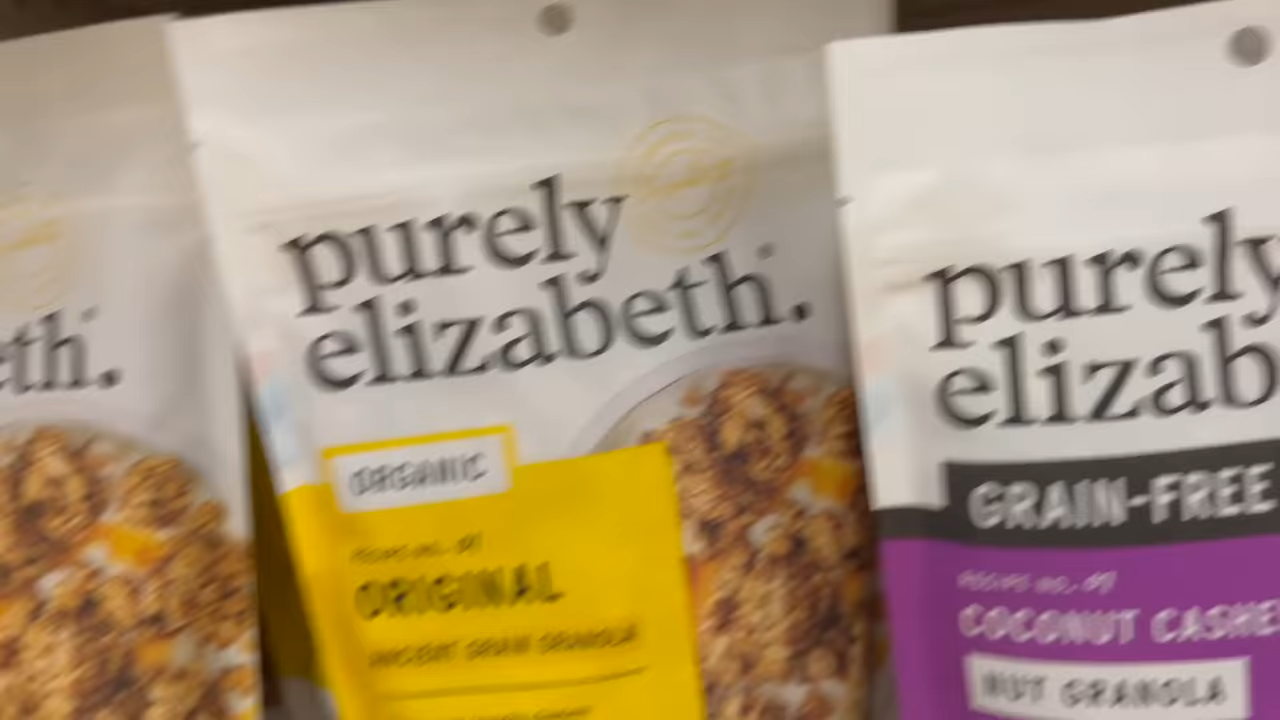 eth.
purely
elizabeth.
ORGANIC
ORIGINAL
ANCIENT GRAIN GRANOLA
purely
elizab
GRAIN-FREE
COCONUT CASHE
NUT GRANOLA